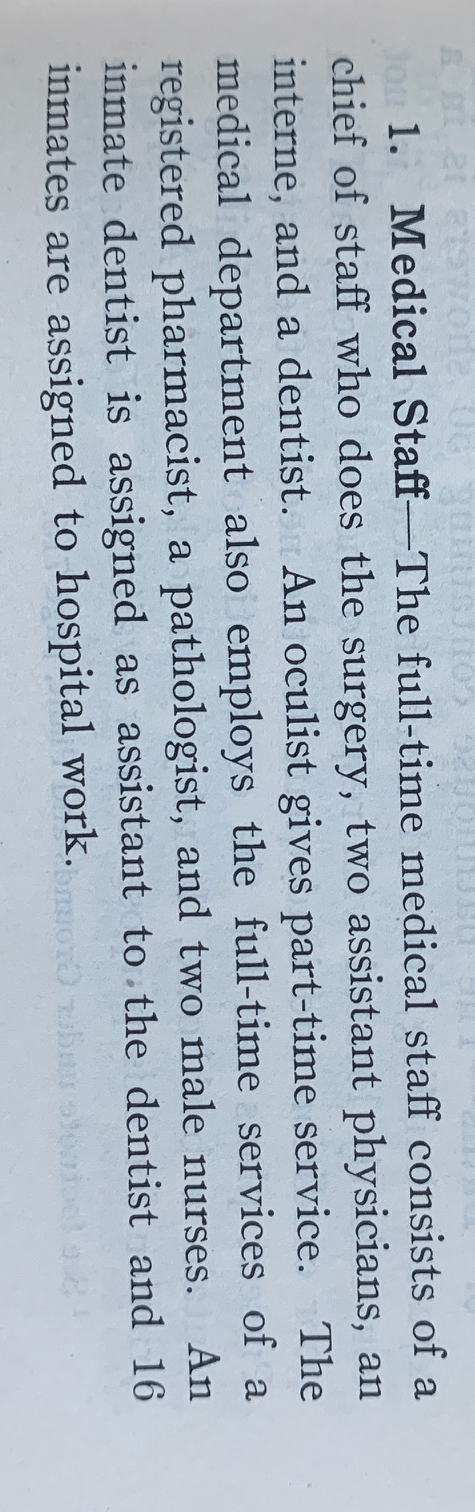 1. Medical Staff—The full-time medical staff consists of a
chief of staff who does the surgery, two assistant physicians, an
interne, and a dentist. An oculist gives part-time service. The
medical department also employs the full-time services of a
registered pharmacist, a pathologist, and two male nurses. An
inmate dentist is assigned as assistant to the dentist and 16
inmates are assigned to hospital work.